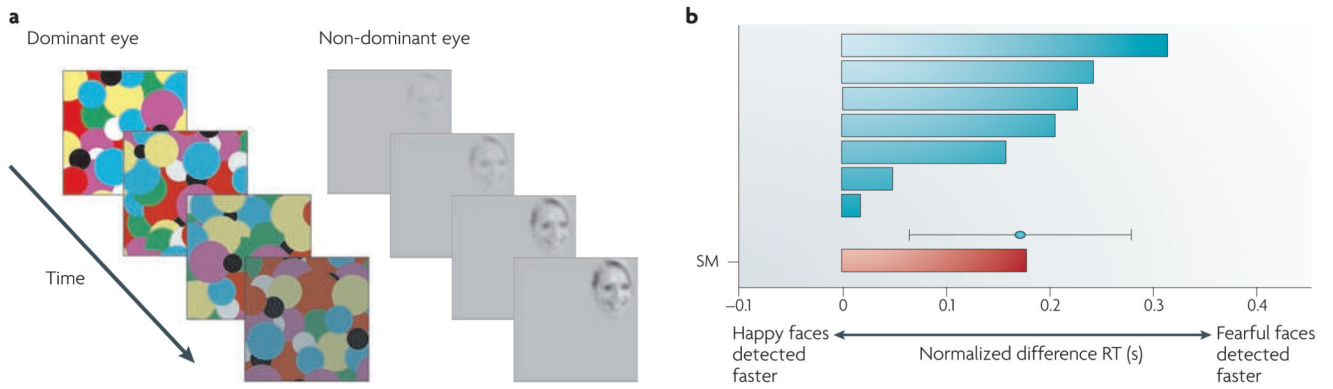 a
Dominant eye
Non-dominant eye
Time
b
SM
–0.1
0
0.1
0.2
0.3
0.4
Happy faces
detected
faster
Normalized difference RT (s)
Fearful faces
detected
faster